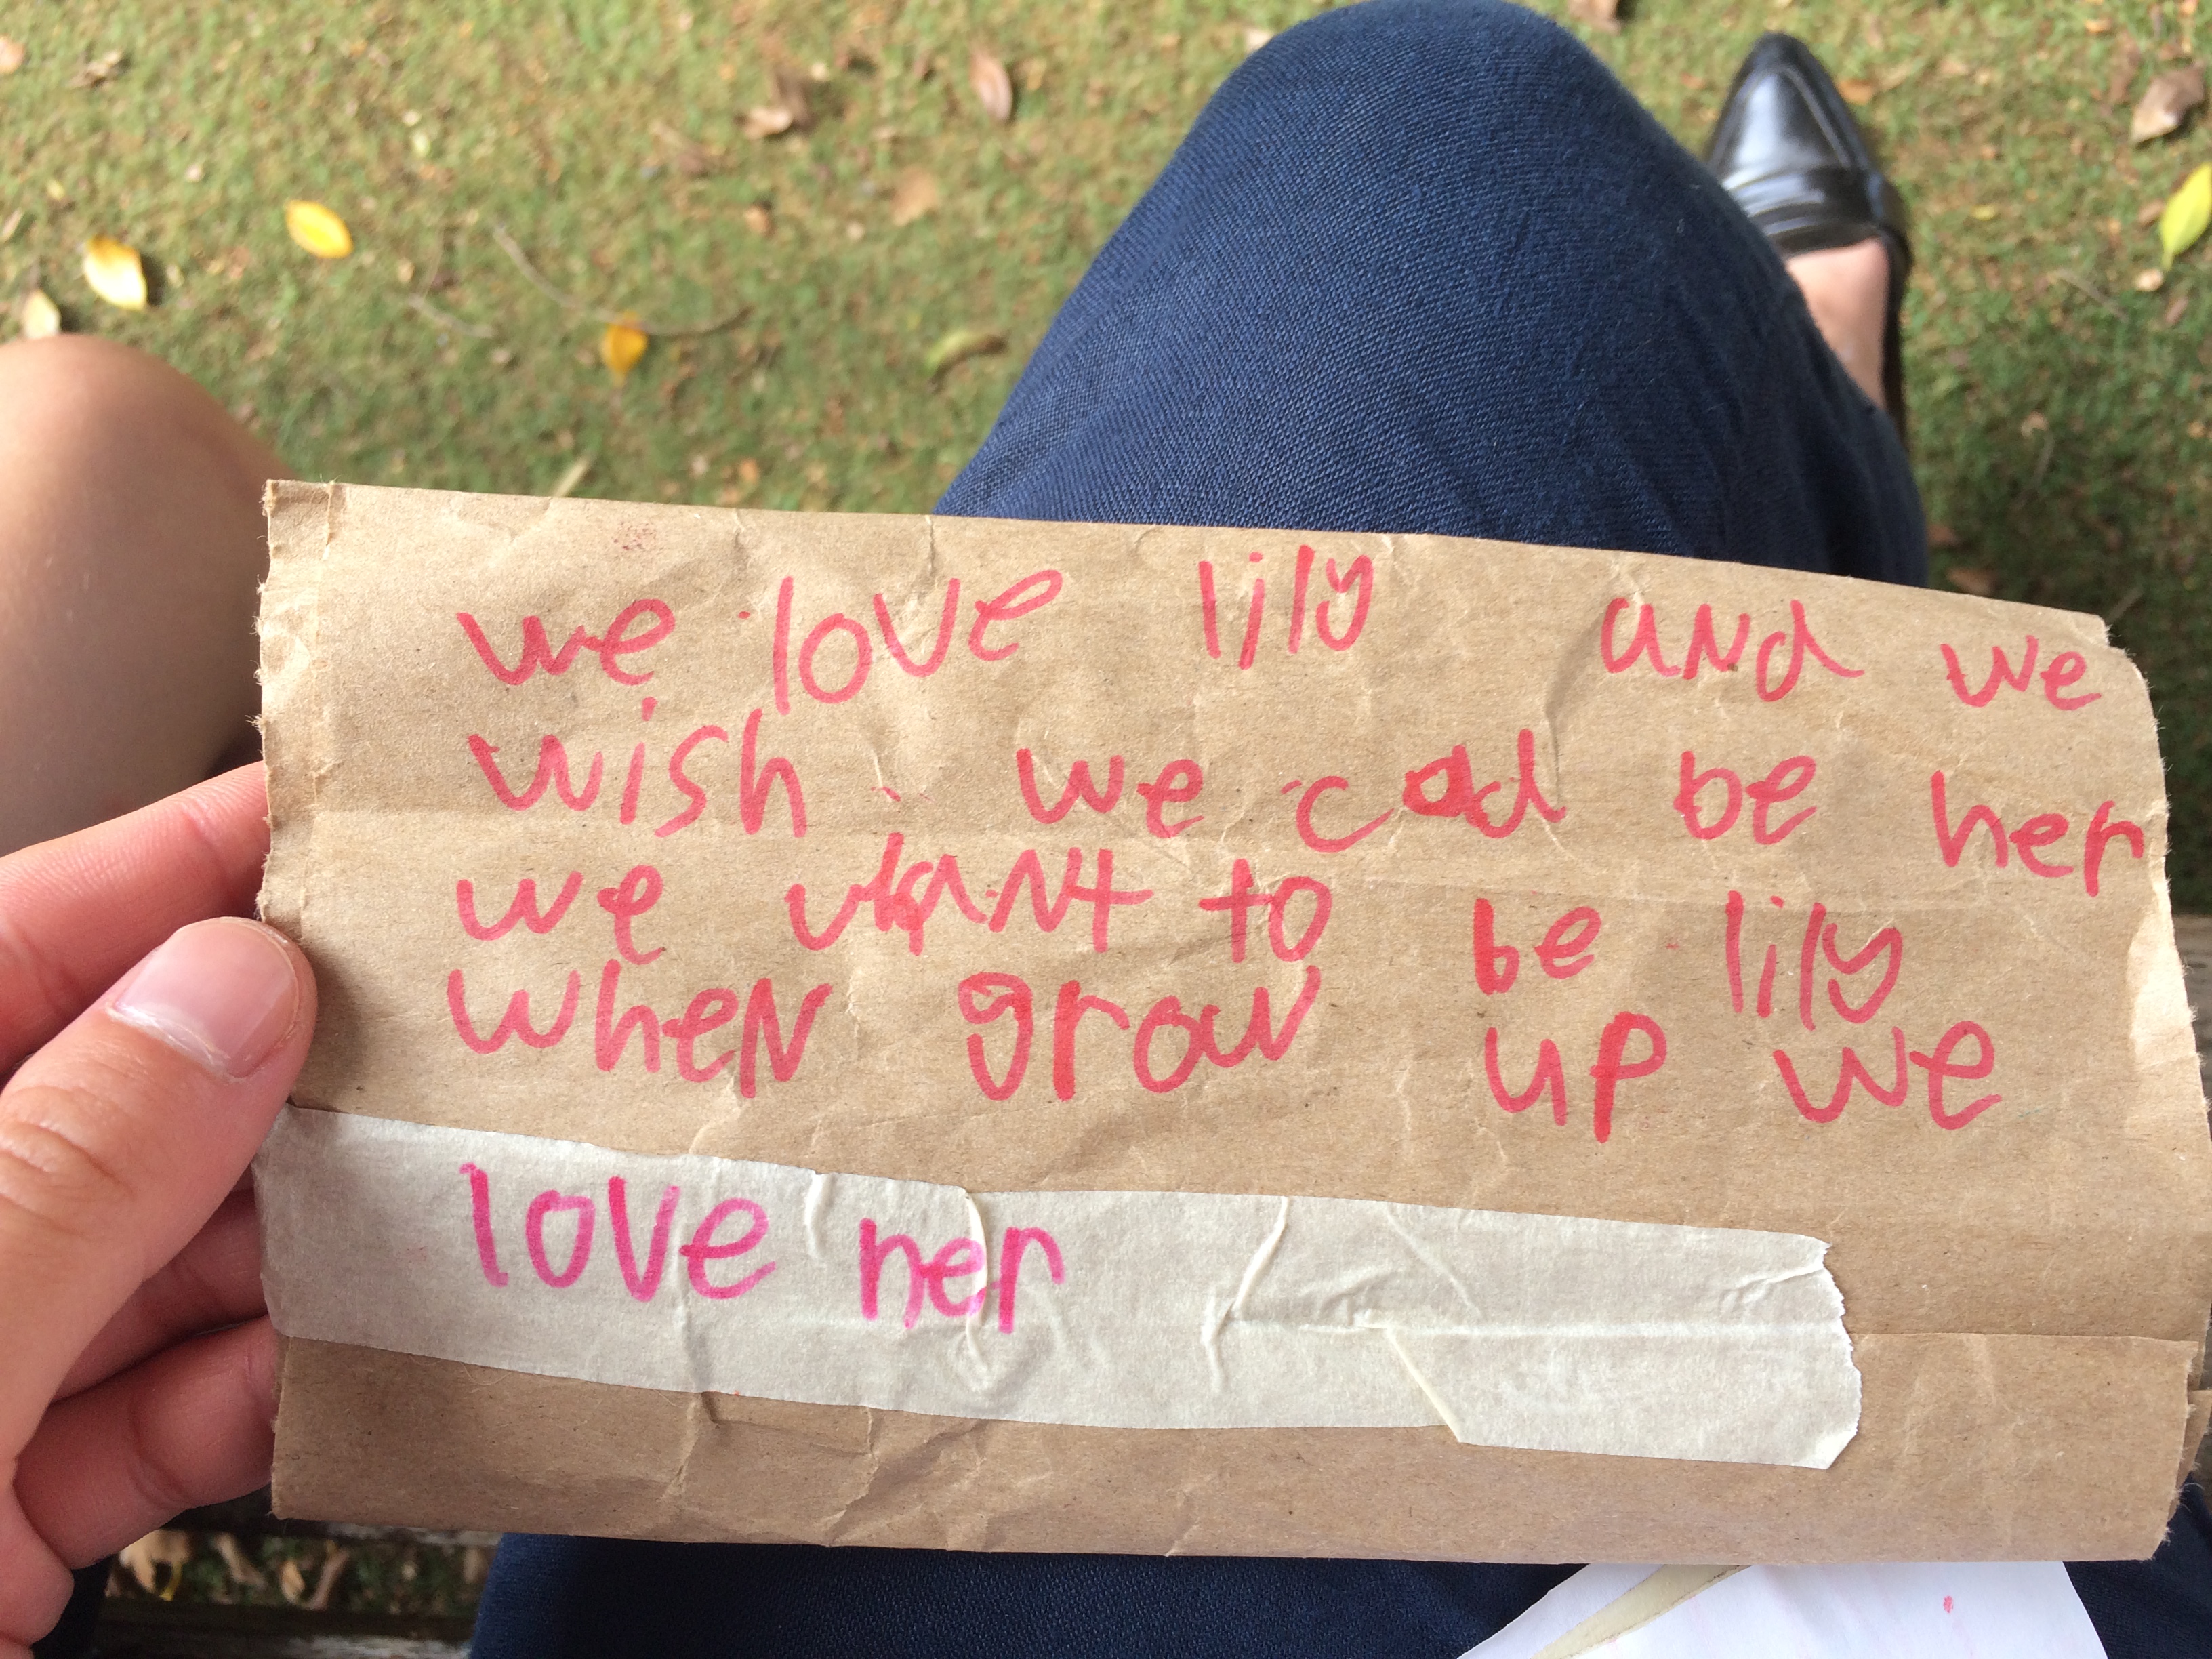 we love lily and we
wish we cod be her
we want to be lily
when grow up we
love her